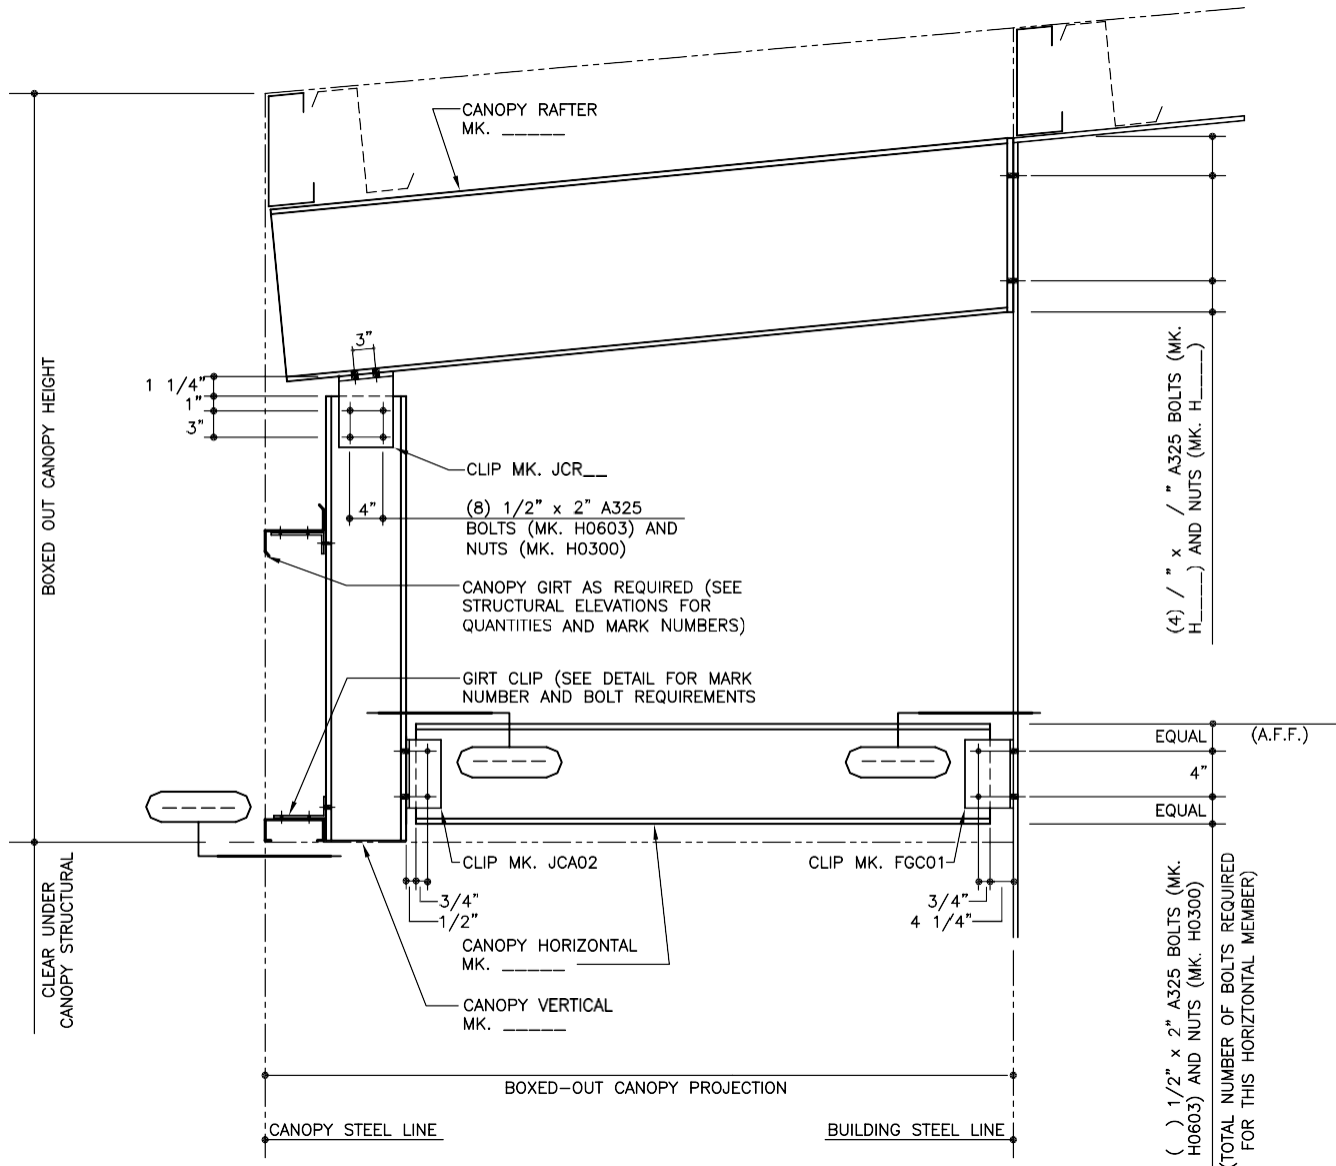 CANOPY RAFTER
MK. _____
BOXED OUT CANOPY HEIGHT
3"
1 1/4"
1"
3"
CLIP MK. JCR__
4"
(8) 1/2" x 2" A325
BOLTS (MK. H0603) AND
NUTS (MK. H0300)
(4) / " x / " A325 BOLTS (MK.
H____) AND NUTS (MK. H____)
CANOPY GIRT AS REQUIRED (SEE
STRUCTURAL ELEVATIONS FOR
QUANTITIES AND MARK NUMBERS)
GIRT CLIP (SEE DETAIL FOR MARK
NUMBER AND BOLT REQUIREMENTS
EQUAL
(A.F.F.)
4"
EQUAL
_____
_____
_____
CLIP MK. JCA02
CLIP MK. FGC01
3/4"
1/2"
3/4"
4 1/4"
CLEAR UNDER
CANOPY STRUCTURAL
CANOPY HORIZONTAL
MK. _____
CANOPY VERTICAL
MK. _____
( ) 1/2" x 2" A325 BOLTS (MK.
H0603) AND NUTS (MK. H0300)
(TOTAL NUMBER OF BOLTS REQUIRED
FOR THIS HORIZTONTAL MEMBER)
BOXED-OUT CANOPY PROJECTION
CANOPY STEEL LINE
BUILDING STEEL LINE